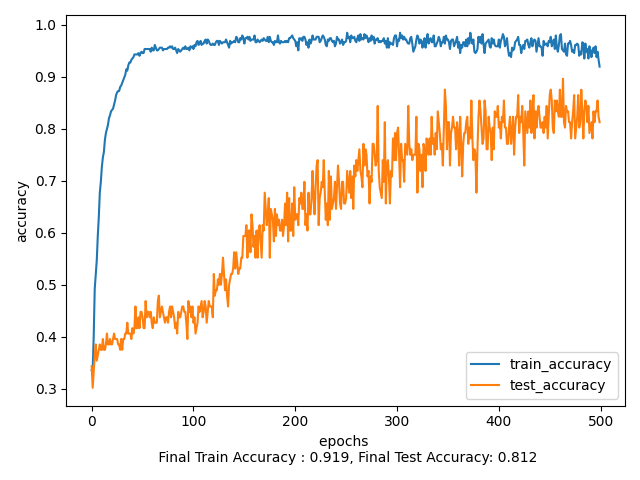 1.0
0.9
0.8
0.7
0.6
0.5
0.4
0.3
accuracy
train_accuracy
test_accuracy
0 100 200 300 400 500
epochs
Final Train Accuracy : 0.919, Final Test Accuracy: 0.812